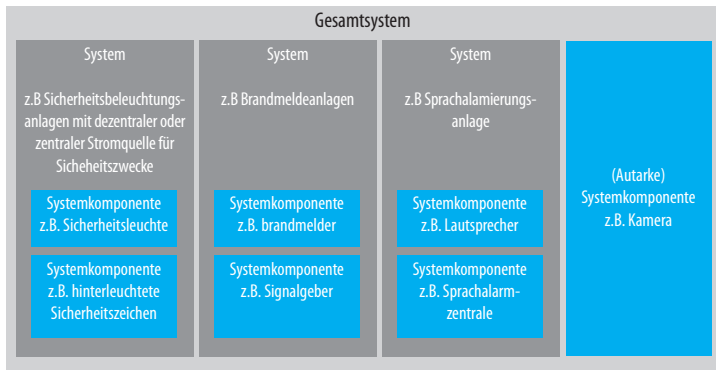 Gesamtsystem
System
z.B Sicherheitsbeleuchtungs-
anlagen mit dezentraler oder
zentraler Stromquelle für
Sicheheitszwecke
Systemkomponente
z.B. Sicherheitsleuchte
Systemkomponente
z.B. hinterleuchtete
Sicherheitszeichen
System
z.B Brandmeldeanlagen
Systemkomponente
z.B. brandmelder
Systemkomponente
z.B. Signalgeber
System
z.B Sprachalamierungs-
anlage
Systemkomponente
z.B. Lautsprecher
Systemkomponente
z.B. Sprachalarm-
zentrale
(Autarke)
Systemkomponente
z.B. Kamera